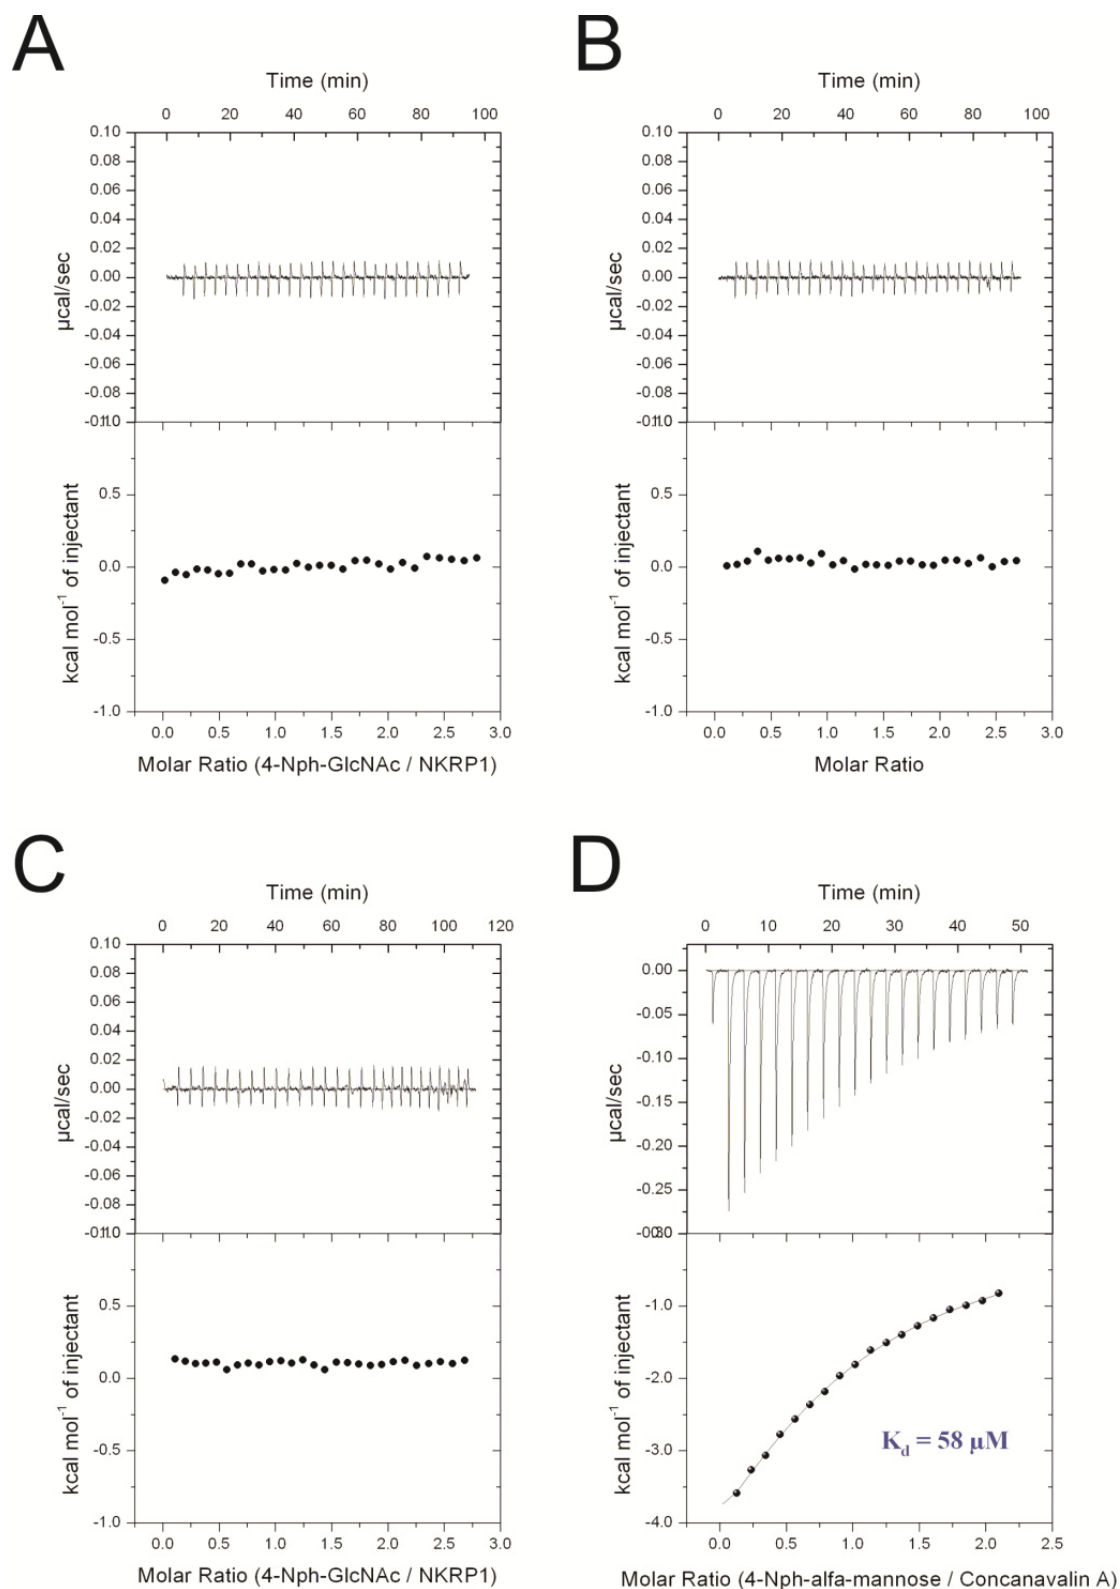 A
B
Time (min)
Time (min)
0 20 40 60 80 100
0 20 40 60 80 100
0.10
0.08
0.06
0.04
0.02
0.00
-0.02
-0.04
-0.06
-0.08
µcal/sec
0.10
0.08
0.06
0.04
0.02
0.00
-0.02
-0.04
-0.06
-0.08
µcal/sec
0.5
0.0
-0.5
-1.0
kcal mol⁻¹ of injectant
0.5
0.0
-0.5
-1.0
kcal mol⁻¹ of injectant
0.0 0.5 1.0 1.5 2.0 2.5 3.0
0.0 0.5 1.0 1.5 2.0 2.5 3.0
Molar Ratio (4-Nph-GlcNAc / NKRP1)
Molar Ratio
C
D
Time (min)
Time (min)
0 20 40 60 80 100 120
0 10 20 30 40 50
0.10
0.08
0.06
0.04
0.02
0.00
-0.02
-0.04
-0.06
-0.08
µcal/sec
0.00
-0.05
-0.10
-0.15
-0.20
-0.25
µcal/sec
0.5
0.0
-0.5
-1.0
kcal mol⁻¹ of injectant
-1.0
-2.0
-3.0
-4.0
kcal mol⁻¹ of injectant
K_d = 58 µM
0.0 0.5 1.0 1.5 2.0 2.5 3.0
0.0 0.5 1.0 1.5 2.0 2.5
Molar Ratio (4-Nph-GlcNAc / NKRP1)
Molar Ratio (4-Nph-alfa-mannose / Concanavalin A)